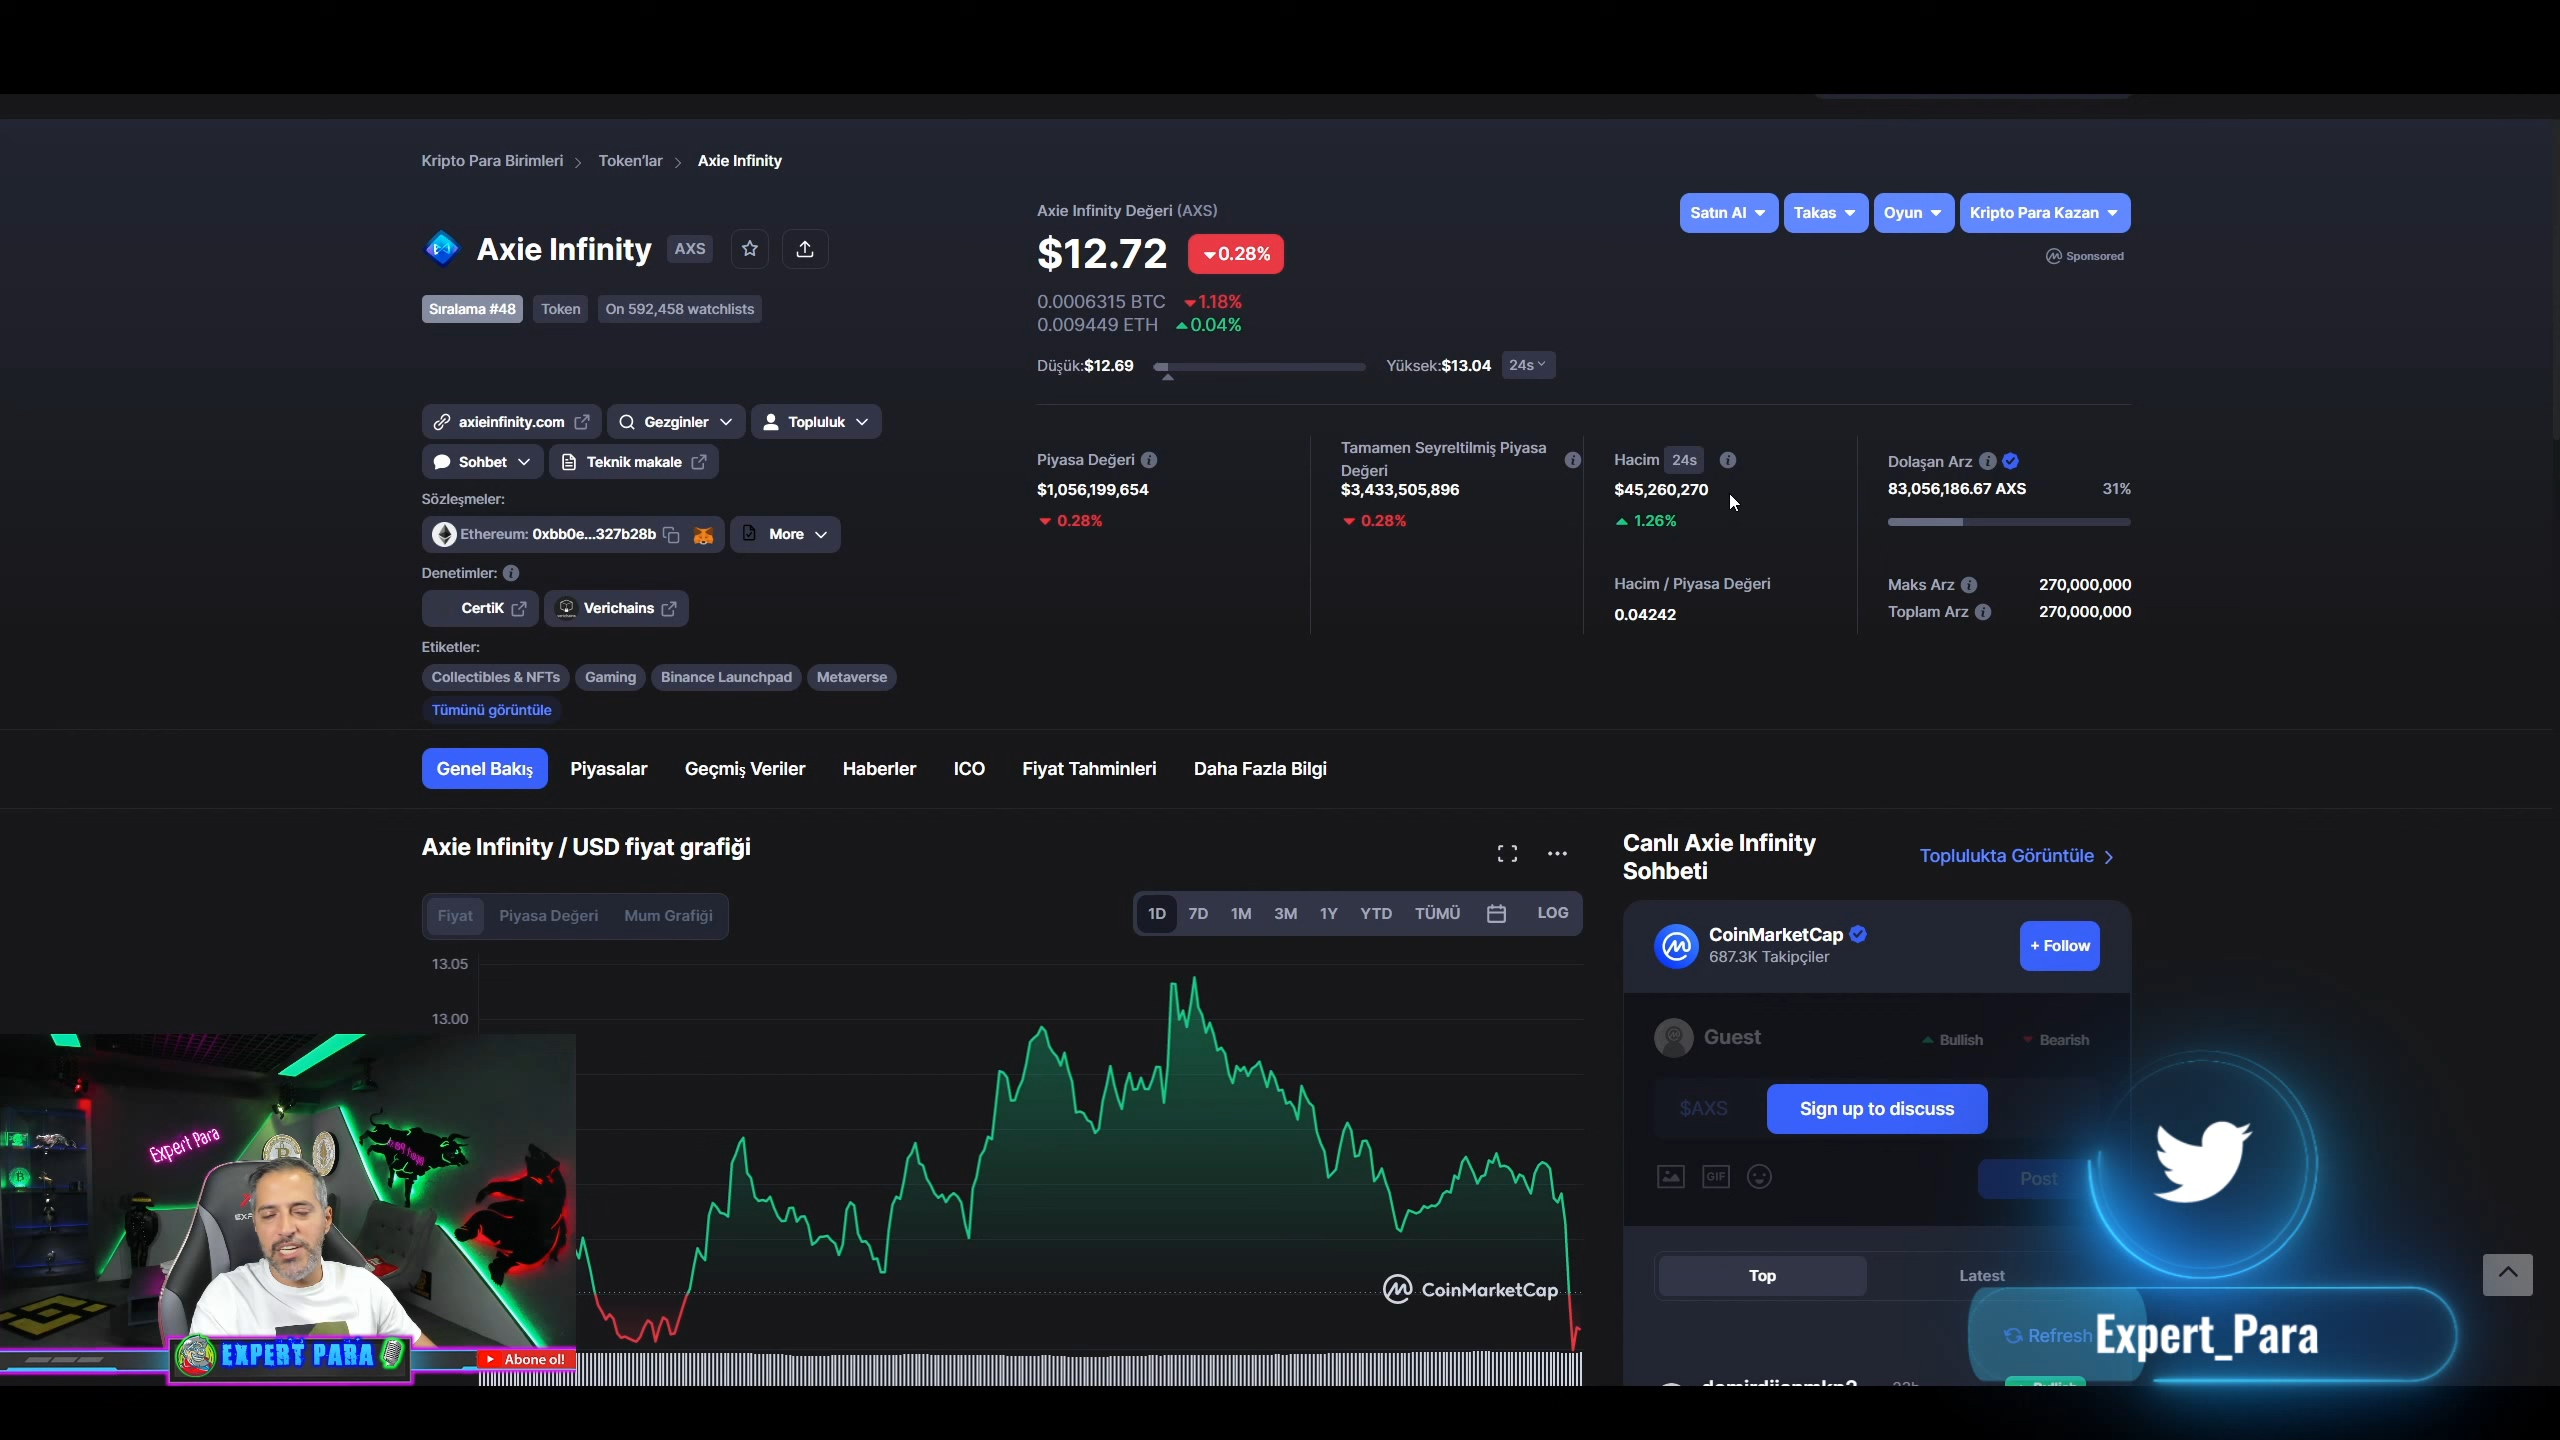 Kripto Para Birimleri > Token'lar > Axie Infinity
Axie Infinity AXS
Sıralama #48 Token On 592,458 watchlists
axieinfinity.com Gezginler Topluluk
Sohbet Teknik makale
Sözleşmeler:
Ethereum: 0xbb0e...327b28b More
Denetimler:
CertiK Verichains
Etiketler:
Collectibles & NFTs Gaming Binance Launchpad Metaverse
Tümünü görüntüle
Axie Infinity Değeri (AXS)
$12.72 0.28%
0.0006315 BTC 1.18%
0.009449 ETH 0.04%
Düşük:$12.69 Yüksek:$13.04 24s
Satın Al Takas Oyun Kripto Para Kazan
Sponsored
Piyasa Değeri
$1,056,199,654
0.28%
Tamamen Seyreltilmiş Piyasa
Değeri
$3,433,505,896
0.28%
Hacim 24s
$45,260,270
1.26%
Hacim / Piyasa Değeri
0.04242
Dolaşan Arz
83,056,186.67 AXS 31%
Maks Arz 270,000,000
Toplam Arz 270,000,000
Genel Bakış Piyasalar Geçmiş Veriler Haberler ICO Fiyat Tahminleri Daha Fazla Bilgi
Axie Infinity / USD fiyat grafiği
Fiyat Piyasa Değeri Mum Grafiği
1D 7D 1M 3M 1Y YTD TÜMÜ LOG
13.05
13.00
CoinMarketCap
Canlı Axie Infinity
Sohbeti
Toplulukta Görüntüle >
CoinMarketCap
687.3K Takipçiler
+ Follow
Guest Bullish Bearish
$AXS Sign up to discuss
GIF Post
Top Latest
Refresh
Expert_Para
Expert Para
EXPERT PARA
Abone ol!